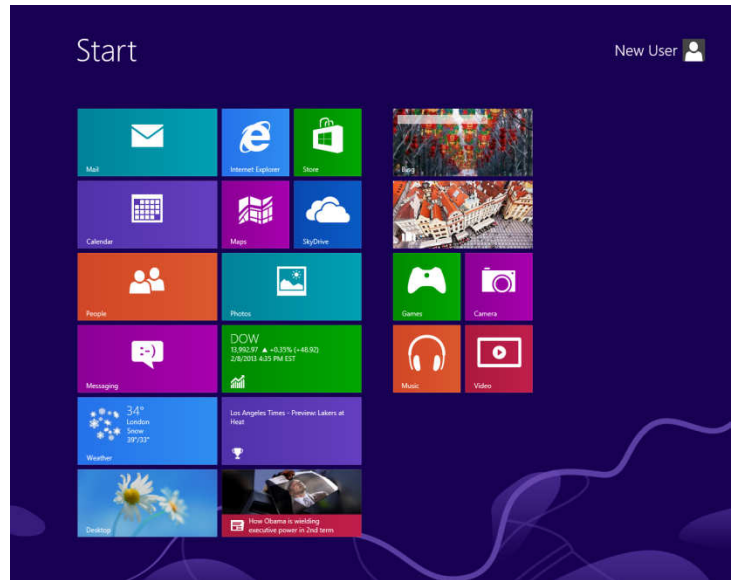 Start
New User
Mail
Internet Explorer
Store
Bing
Calendar
Maps
SkyDrive
People
Photos
Games
Camera
Messaging
:-)
DOW
13,992.97 ▲ +0.35% (+48.92)
2/8/2013 4:25 PM EST
Music
Video
34°
London
Snow
39°/33°
Weather
Los Angeles Times - Preview: Lakers at
Heat
Desktop
How Obama is wielding
executive power in 2nd term